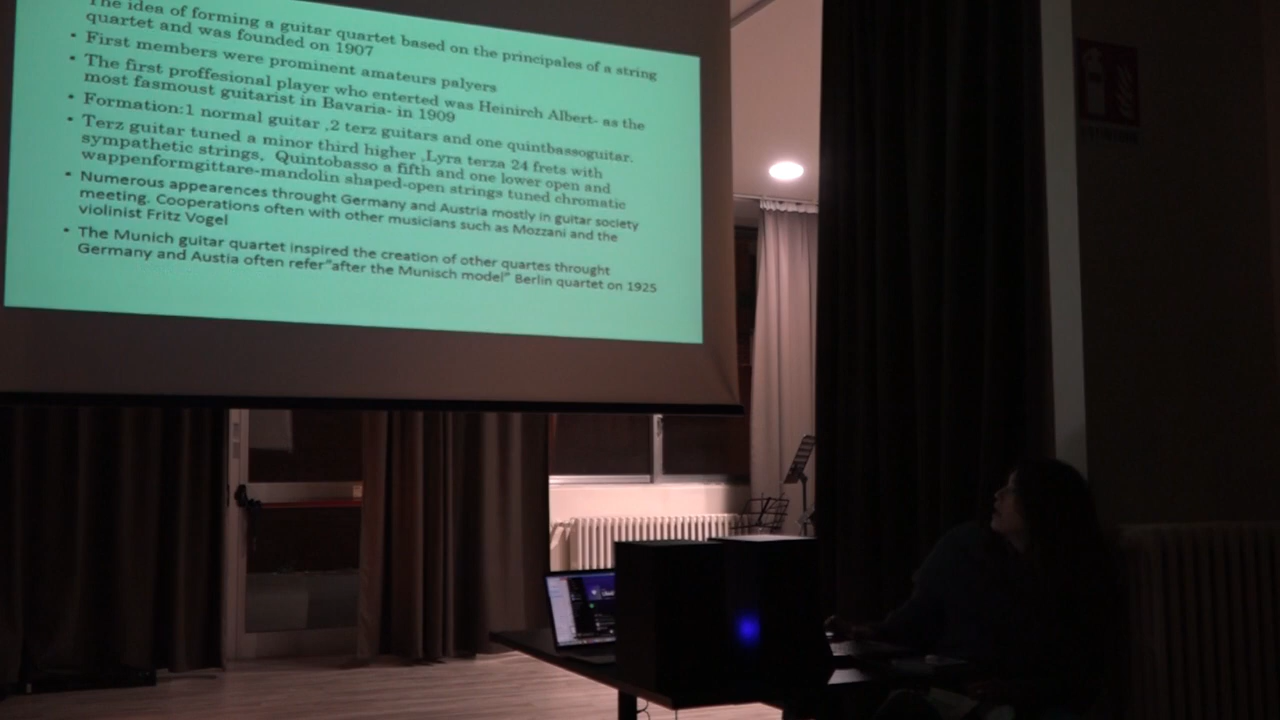 The idea of forming a guitar quartet based on the principales of a string
quartet and was founded on 1907
• First members were prominent amateurs palyers
• The first proffesional player who enterted was Heinirch Albert- as the
most fasmoust guitarist in Bavaria- in 1909
• Formation:1 normal guitar ,2 terz guitars and one quintbassoguitar.
• Terz guitar tuned a minor third higher ,Lyra terza 24 frets with
sympathetic strings, Quintobasso a fifth and one lower open and
wappenformgittare-mandolin shaped-open strings tuned chromatic
• Numerous appearences throught Germany and Austria mostly in guitar society
meeting. Cooperations often with other musicians such as Mozzani and the
violinist Fritz Vogel
• The Munich guitar quartet inspired the creation of other quartes throught
Germany and Austia often refer"after the Munisch model" Berlin quartet on 1925